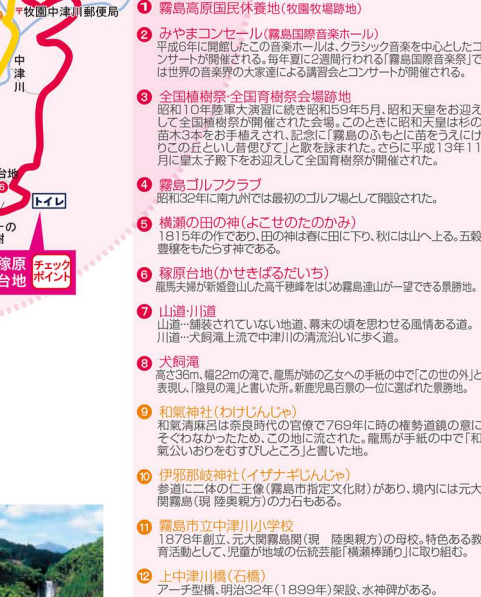 〒牧園中津川郵便局
中津川
台地
6
トイレ
の
樹
稼原
台地
チェック
ポイント
❶ 霧島高原国民休養地(牧園牧場跡地)
❷ みやまコンセール(霧島国際音楽ホール)
平成6年に開館したこの音楽ホールは、クラシック音楽を中心としたコ
ンサートが開催される。毎年夏に2週間行われる「霧島国際音楽祭」で
は世界の音楽界の大家達による講習会とコンサートが開催される。
❸ 全国植樹祭・全国育樹祭会場跡地
昭和10年陸軍大演習に続き昭和59年5月、昭和天皇をお迎え
して全国植樹祭が開催された会場。このときに昭和天皇は杉の
苗木3本をお手植えされ、記念に「霧島のふもとに苗をうえにけ
りこの丘といし昔偲びて」と歌を詠まれた。さらに平成13年11
月に皇太子殿下をお迎えして全国育樹祭が開催された。
❹ 霧島ゴルフクラブ
昭和32年に南九州では最初のゴルフ場として開設された。
❺ 横瀬の田の神(よこせのたのかみ)
1815年の作であり、田の神は春に田に下り、秋には山へ上る。五穀
豊穣をもたらす神である。
❻ 稼原台地(かせきばるだいち)
龍馬夫婦が新婚登山した高千穂峰をはじめ霧島連山が一望できる景勝地。
❼ 山道・川道
山道…舗装されていない地道、幕末の頃を思わせる風情ある道。
川道…犬飼滝上流で中津川の清流沿いに歩く道。
❽ 犬飼滝
高さ36m、幅22mの滝で、龍馬が姉の乙女への手紙の中で「この世の外」と
表現し、「陰見の滝」と書いた所。新鹿児島百景の一位に選ばれた景勝地。
❾ 和氣神社(わけじんじゃ)
和氣清麻呂は奈良時代の官僚で769年に時の権勢道鏡の意に
そぐわなかったため、この地に流された。龍馬が手紙の中で「和
氣公いおりをむすびしところ」と書いた地。
❿ 伊邪那岐神社(イザナギじんじゃ)
参道に二体の仁王像(霧島市指定文化財)があり、境内には元大
関霧島(現 陸奥親方)の力石もある。
⓫ 霧島市立中津川小学校
1878年創立、元大関霧島関(現 陸奥親方)の母校。特色ある教
育活動として、児童が地域の伝統芸能「横瀬棒踊り」に取り組む。
⓬ 上中津川橋(石橋)
アーチ型橋、明治32年(1899年)架設、水神碑がある。